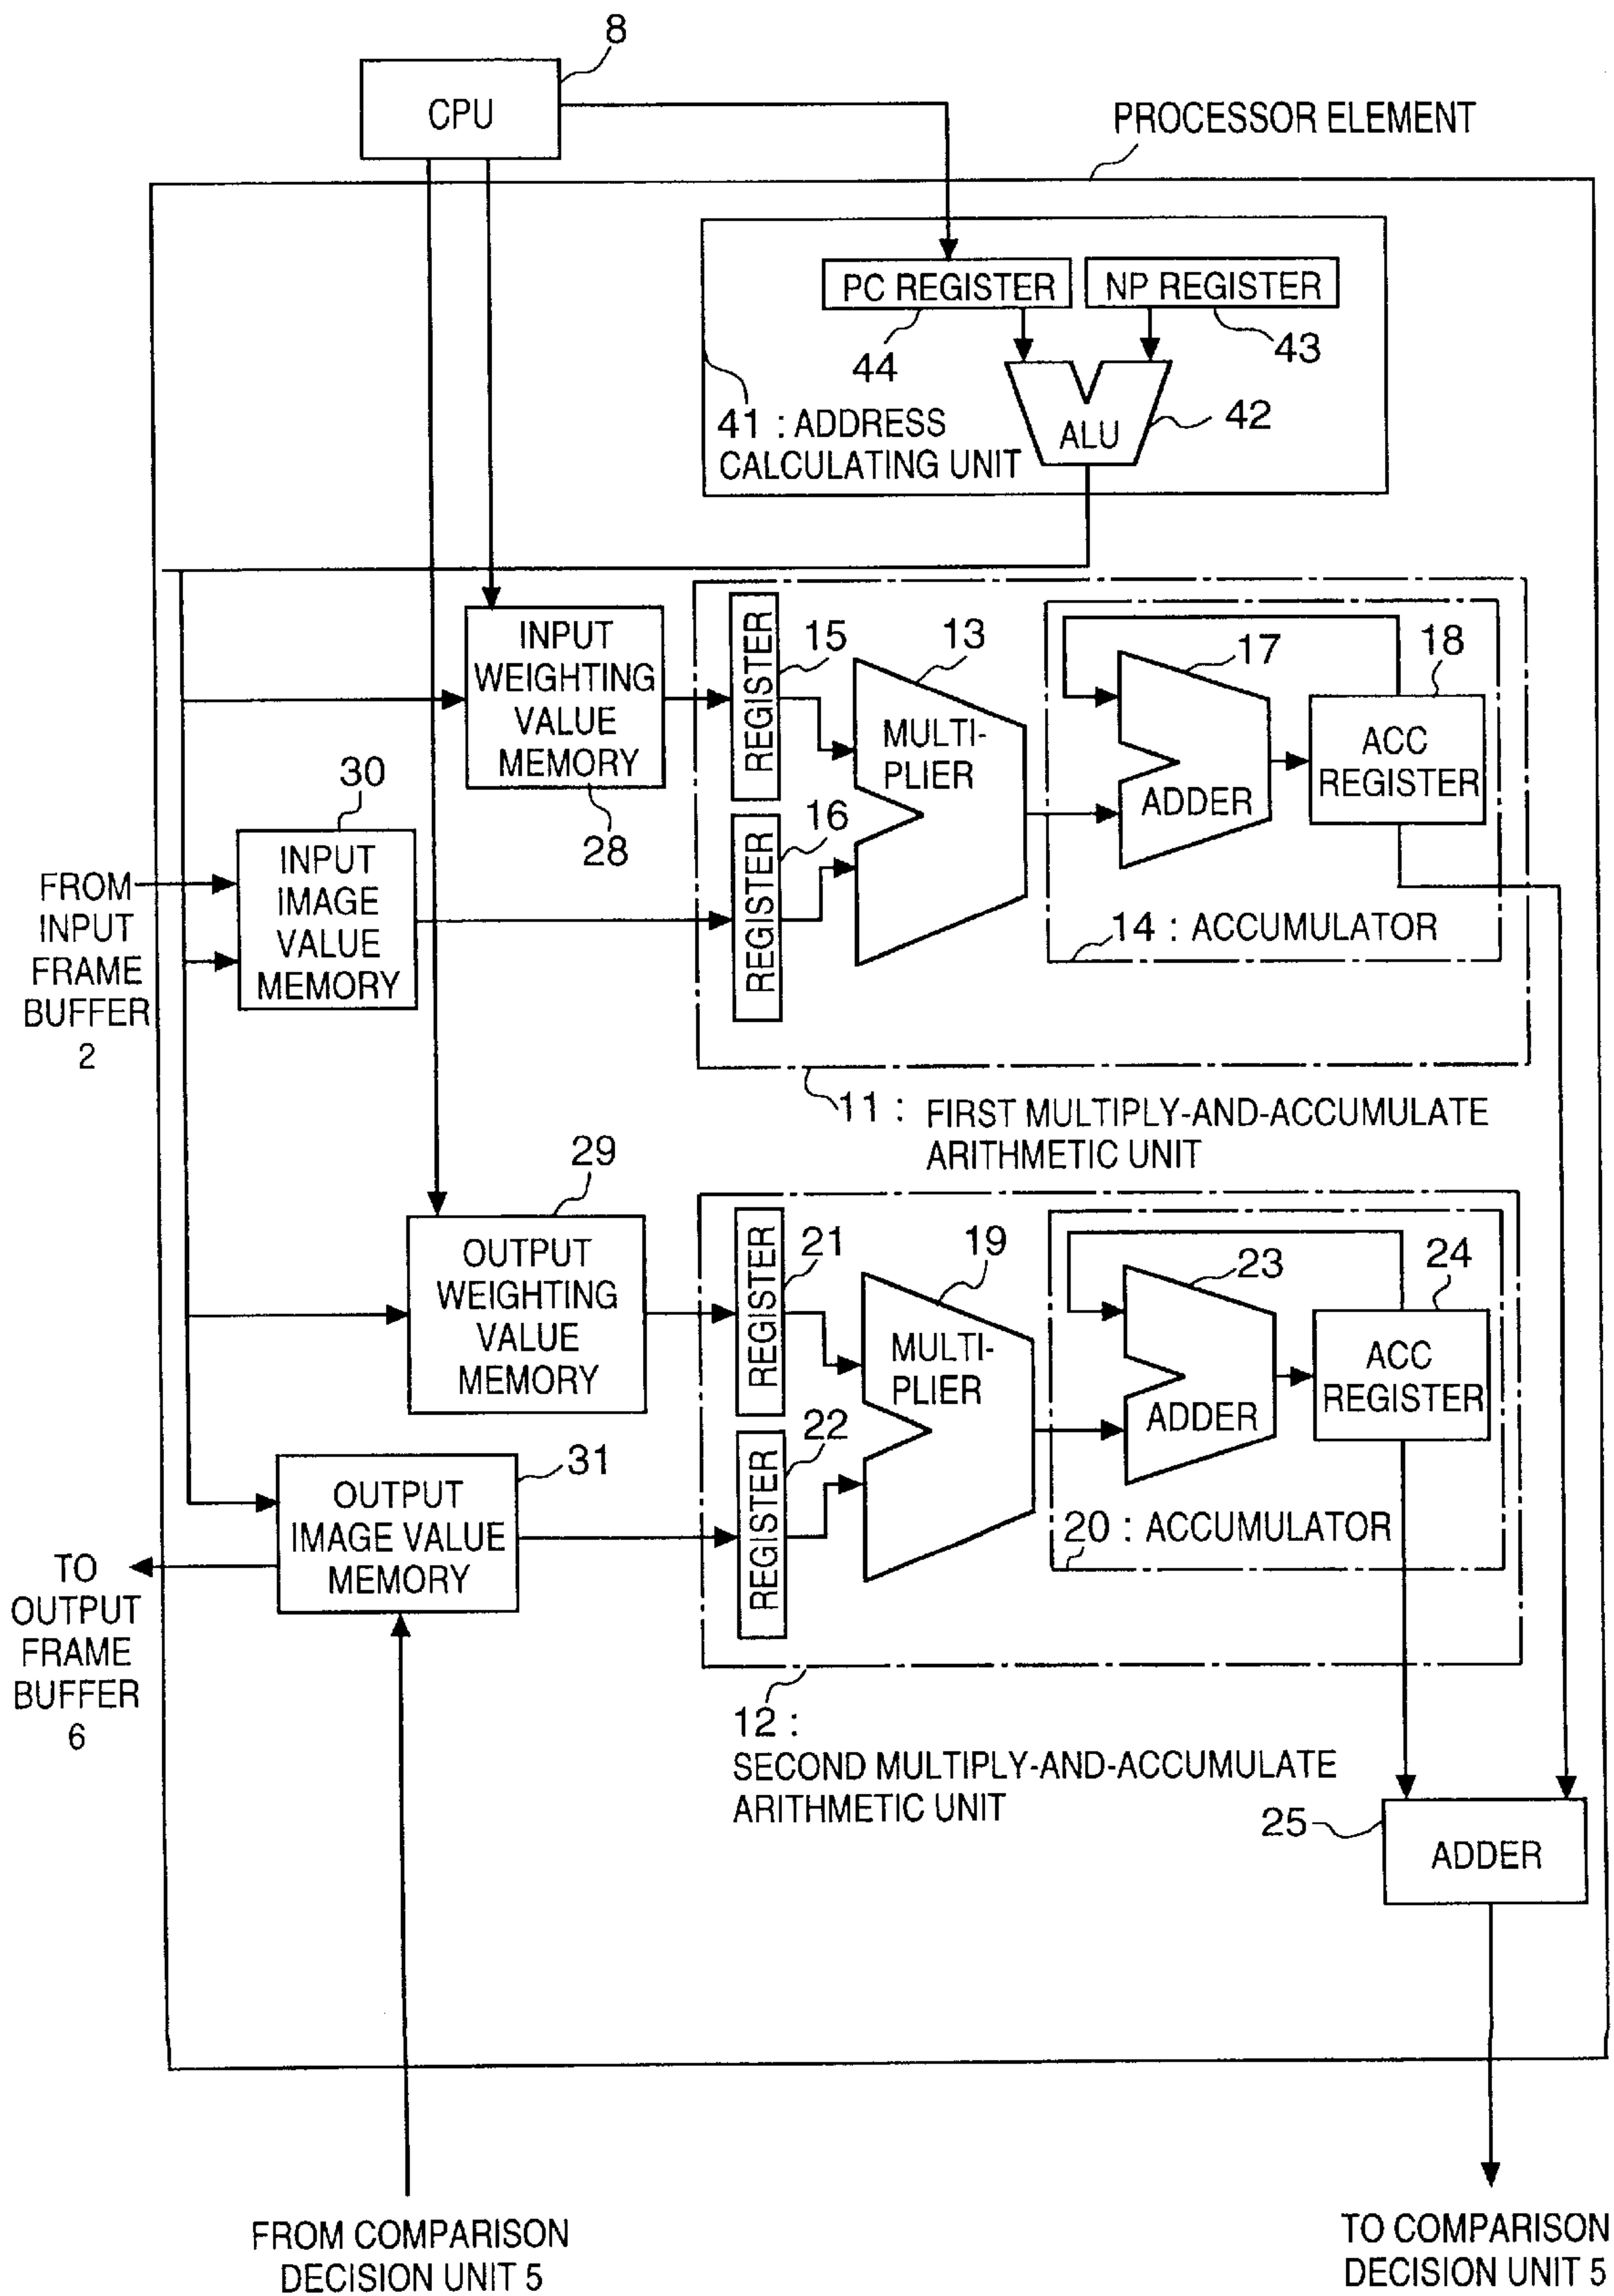 8
CPU
PROCESSOR ELEMENT
PC REGISTER
NP REGISTER
44
43
41 : ADDRESS
CALCULATING UNIT
ALU
42
INPUT
WEIGHTING
VALUE
MEMORY
28
REGISTER
15
13
MULTI-
PLIER
17
ADDER
18
ACC
REGISTER
30
INPUT
IMAGE
VALUE
MEMORY
REGISTER
16
14 : ACCUMULATOR
FROM
INPUT
FRAME
BUFFER
2
11 : FIRST MULTIPLY-AND-ACCUMULATE
ARITHMETIC UNIT
29
OUTPUT
WEIGHTING
VALUE
MEMORY
REGISTER
21
19
MULTI-
PLIER
23
ADDER
24
ACC
REGISTER
31
OUTPUT
IMAGE VALUE
MEMORY
REGISTER
22
20 : ACCUMULATOR
TO
OUTPUT
FRAME
BUFFER
6
12 :
SECOND MULTIPLY-AND-ACCUMULATE
ARITHMETIC UNIT
25
ADDER
FROM COMPARISON
DECISION UNIT 5
TO COMPARISON
DECISION UNIT 5